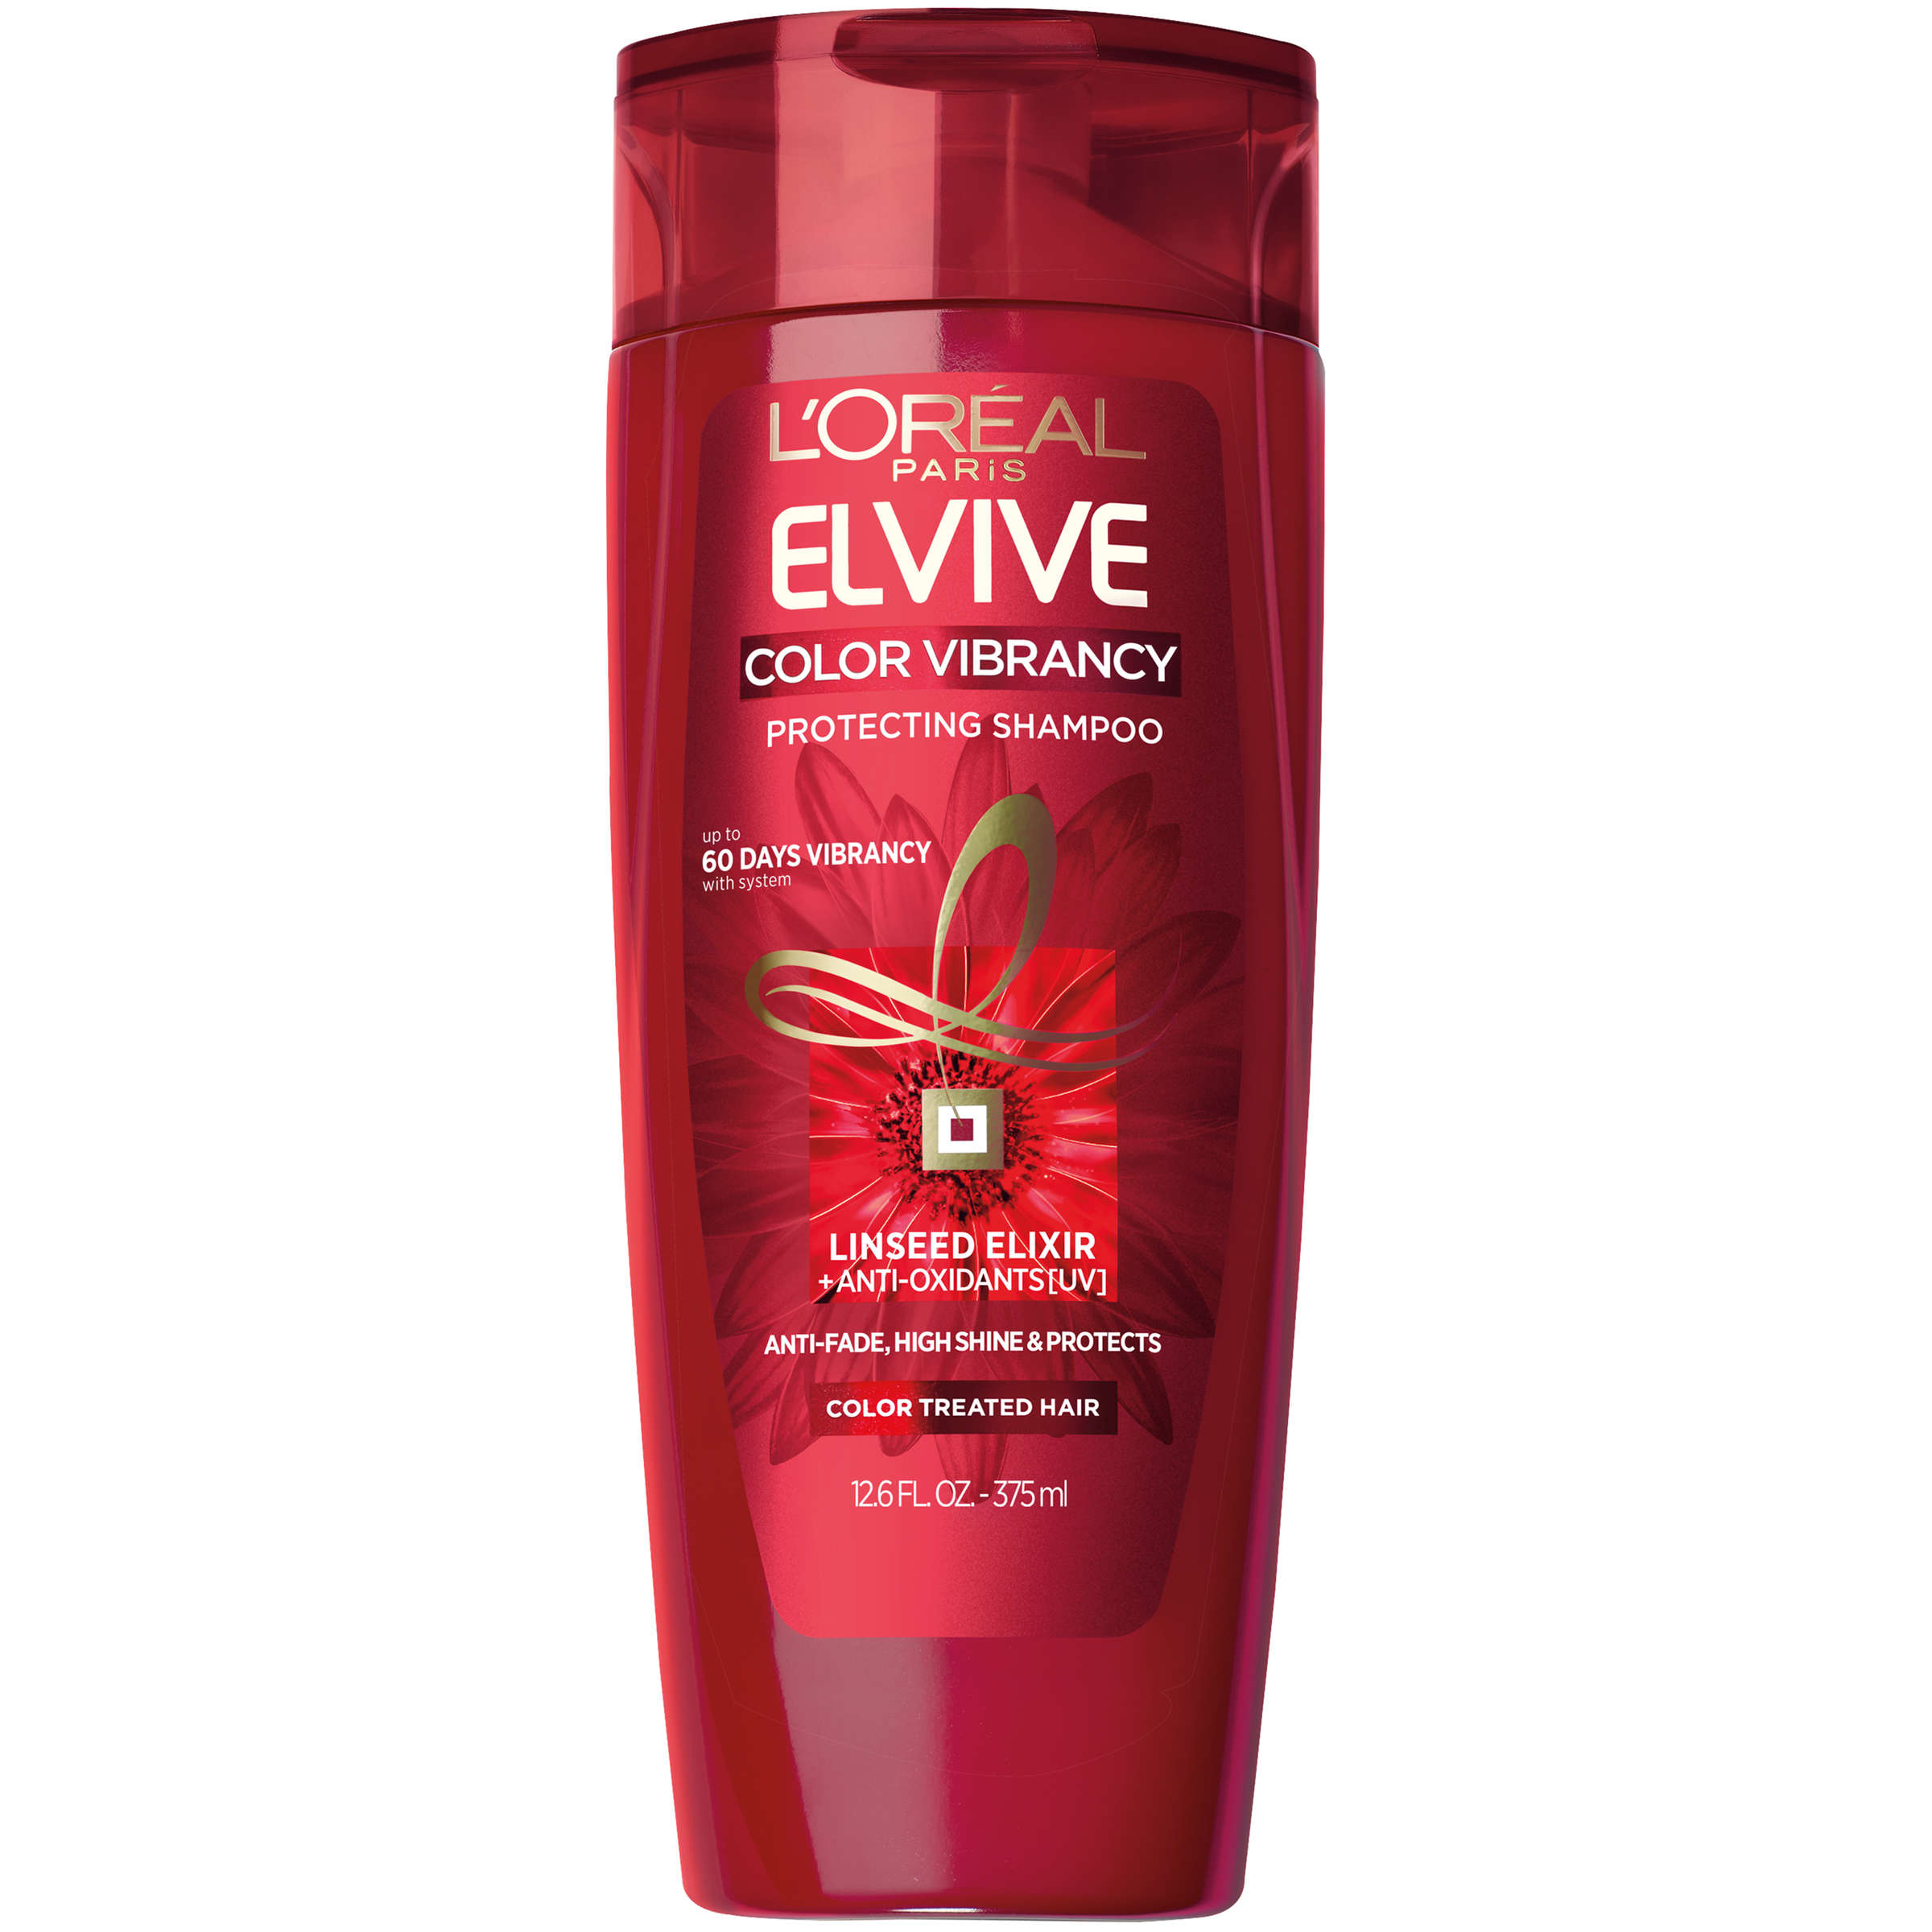 L'ORÉAL
PARiS
ELVIVE
COLOR VIBRANCY
PROTECTING SHAMPOO
up to
60 DAYS VIBRANCY
with system
LINSEED ELIXIR
+ANTI-OXIDANTS[UV]
ANTI-FADE, HIGH SHINE & PROTECTS
COLOR TREATED HAIR
12.6 FL. OZ. - 375 ml